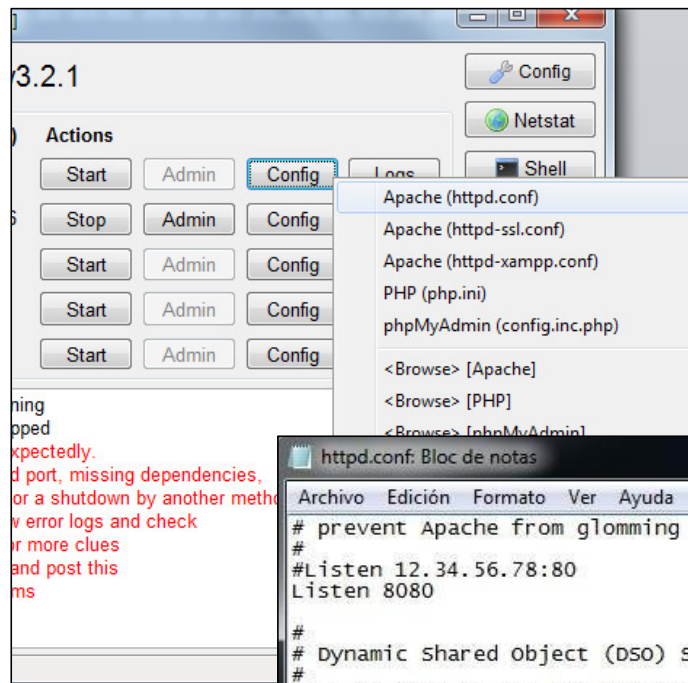 ]
v3.2.1
Config
Netstat
) Actions
Start Admin Config Logs Shell
6 Stop Admin Config
Start Admin Config
Start Admin Config
Start Admin Config
Apache (httpd.conf)
Apache (httpd-ssl.conf)
Apache (httpd-xampp.conf)
PHP (php.ini)
phpMyAdmin (config.inc.php)
<Browse> [Apache]
<Browse> [PHP]
<Browse> [phpMyAdmin]
ning
pped
xpectedly.
d port, missing dependencies,
or a shutdown by another metho
w error logs and check
or more clues
and post this
ms
httpd.conf: Bloc de notas
Archivo Edición Formato Ver Ayuda
# prevent Apache from glomming
#
#Listen 12.34.56.78:80
Listen 8080
#
# Dynamic Shared Object (DSO) S
#